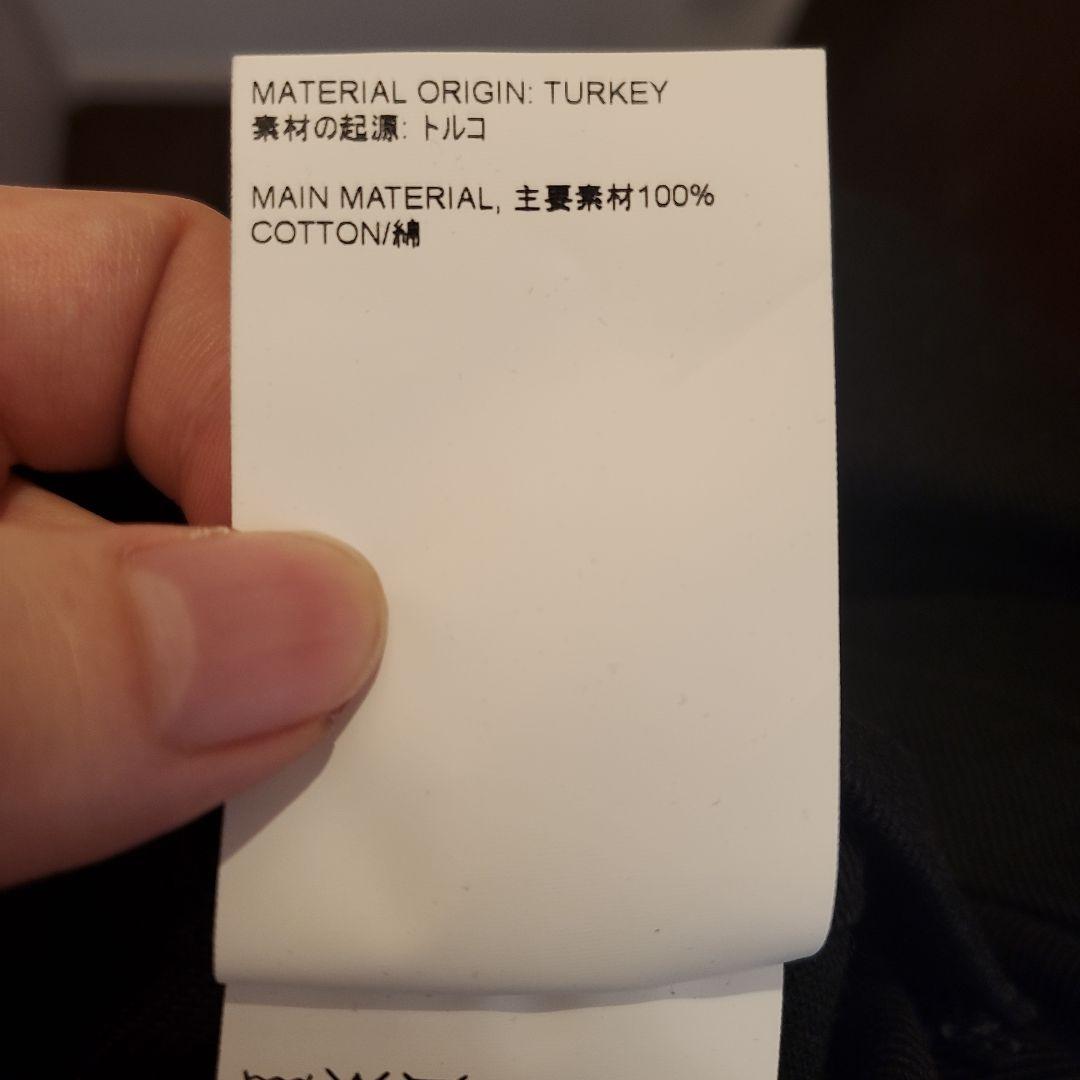 MATERIAL ORIGIN: TURKEY
素材の起源: トルコ
MAIN MATERIAL, 主要素材100%
COTTON/綿